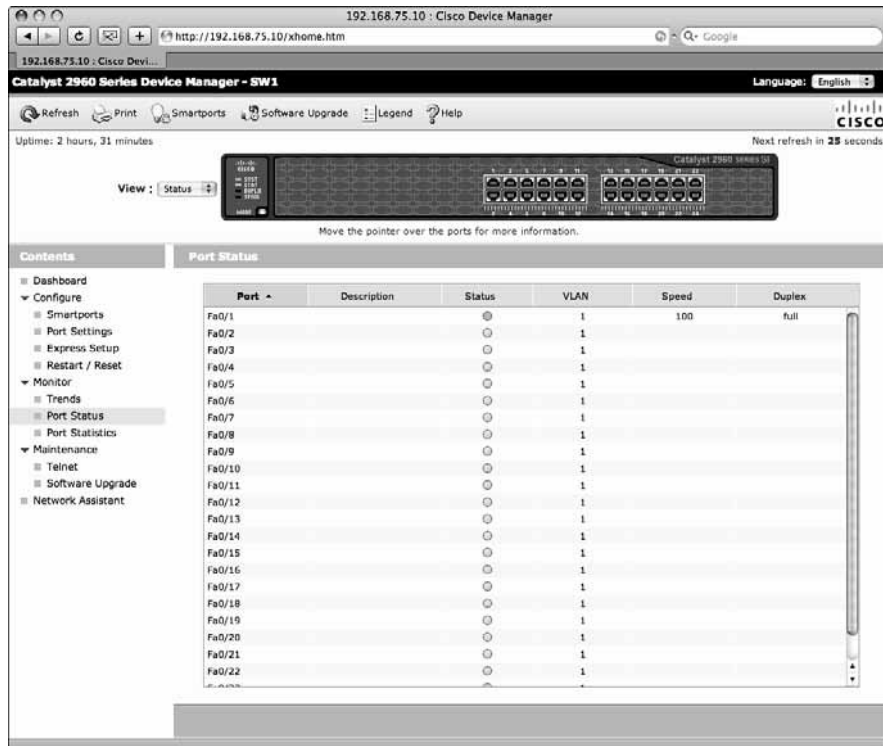 192.168.75.10 : Cisco Device Manager
http://192.168.75.10/xhome.htm
Google
192.168.75.10 : Cisco Devi...
Catalyst 2960 Series Device Manager - SW1
Language: English
Refresh Print Smartports Software Upgrade Legend Help
CISCO
Uptime: 2 hours, 31 minutes
Next refresh in 25 seconds
View : Status
Catalyst 2960 SERIES SI
MODE
Move the pointer over the ports for more information.
Contents
Port Status
Dashboard
Configure
Smartports
Port Settings
Express Setup
Restart / Reset
Monitor
Trends
Port Status
Port Statistics
Maintenance
Telnet
Software Upgrade
Network Assistant
Port Description Status VLAN Speed Duplex
Fa0/1 1 100 full
Fa0/2 1
Fa0/3 1
Fa0/4 1
Fa0/5 1
Fa0/6 1
Fa0/7 1
Fa0/8 1
Fa0/9 1
Fa0/10 1
Fa0/11 1
Fa0/12 1
Fa0/13 1
Fa0/14 1
Fa0/15 1
Fa0/16 1
Fa0/17 1
Fa0/18 1
Fa0/19 1
Fa0/20 1
Fa0/21 1
Fa0/22 1